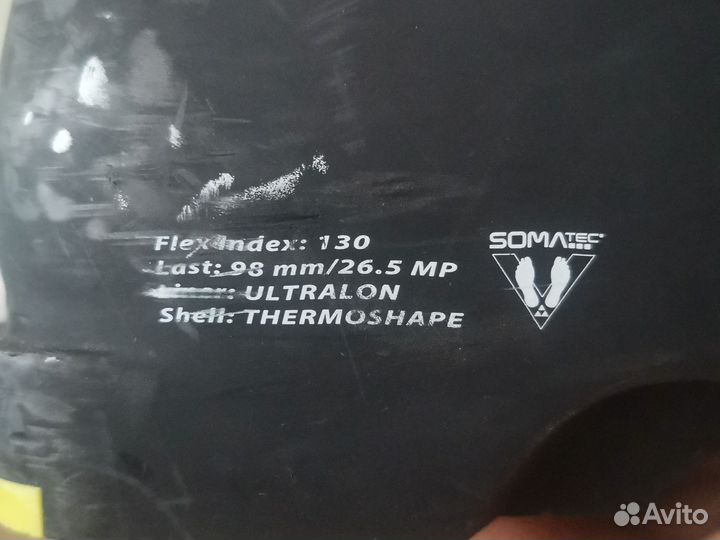 Flex Index: 130
Last: 98 mm/26.5 MP
Liner: ULTRALON
Shell: THERMOSHAPE
SOMATEC®
Avito